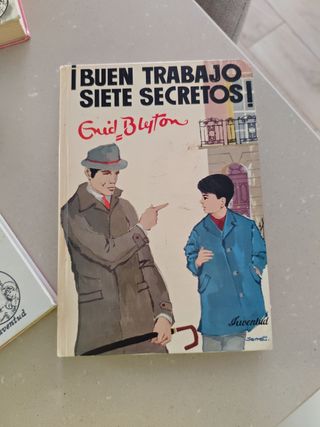 ¡BUEN TRABAJO
SIETE SECRETOS!
Enid Blyton
Juventud